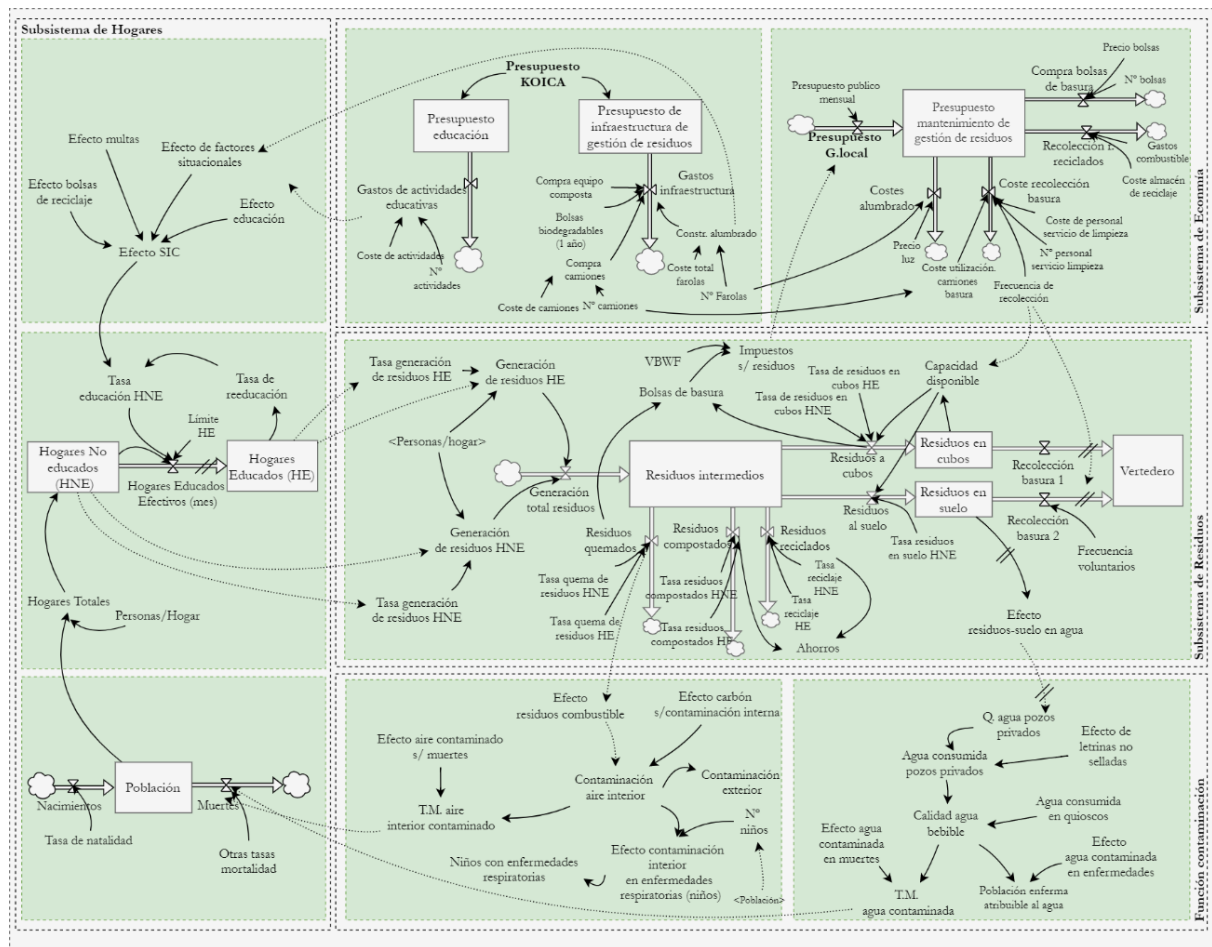 Subsistema de Hogares
Efecto multas
Efecto de factores
situacionales
Efecto bolsas
de reciclaje
Efecto
educación
Efecto SIC
Tasa
educación HNE
Tasa de
reeducación
Límite
HE
Hogares No
educados
(HNE)
Hogares
Educados (HE)
Hogares Educados
Efectivos (mes)
Hogares Totales
Personas/Hogar
Población
Nacimientos
Muertes
Tasa de natalidad
Otras tasas
mortalidad
Subsistema de Economía
Presupuesto
KOICA
Presupuesto
educación
Presupuesto de
infraestructura de
gestión de residuos
Gastos de actividades
educativas
Coste de actividades
Nº
actividades
Compra equipo
composta
Bolsas
biodegradables
(1 año)
Gastos
infraestructura
Compra
camiones
Constr. alumbrado
Coste total
farolas
Nº Farolas
Coste de camiones
Nº camiones
Presupuesto publico
mensual
Presupuesto
G.local
Presupuesto
mantenimiento de
gestión de residuos
Precio bolsas
Compra bolsas
de basura
Nº bolsas
Recolección r.
reciclados
Gastos
combustible
Coste almacén
de reciclaje
Costes
alumbrado
Coste recolección
basura
Coste de personal
servicio de limpieza
Nº personal
servicio limpieza
Precio
luz
Coste utilización.
camiones
basura
Frecuencia de
recolección
Subsistema de Residuos
Tasa generación
de residuos HE
Generación
de residuos HE
VBWF
Impuestos
s/ residuos
Bolsas de basura
Tasa de residuos en
cubos HE
Tasa de residuos en
cubos HNE
Capacidad
disponible
<Personas/hogar>
Generación
total residuos
Residuos intermedios
Residuos a
cubos
Residuos en
cubos
Recolección
basura 1
Vertedero
Residuos
al suelo
Residuos en
suelo
Recolección
basura 2
Tasa residuos
en suelo HNE
Frecuencia
voluntarios
Generación
de residuos HNE
Tasa generación
de residuos HNE
Residuos
quemados
Residuos
compostados
Residuos
reciclados
Tasa quema de
residuos HNE
Tasa quema de
residuos HE
Tasa residuos
compostados HNE
Tasa residuos
compostados HE
Tasa
reciclaje
HNE
Tasa
reciclaje
HE
Ahorros
Efecto
residuos-suelo en agua
Función contaminación
Efecto
residuos combustible
Efecto carbón
s/contaminación interna
Efecto aire contaminado
s/ muertes
Contaminación
aire interior
Contaminación
exterior
T.M. aire
interior contaminado
Nº
niños
Niños con enfermedades
respiratorias
Efecto contaminación
interior
en enfermedades
respiratorias (niños)
<Población>
Q. agua pozos
privados
Efecto de
letrinas no
selladas
Agua consumida
pozos privados
Agua consumida
en quioscos
Calidad agua
bebible
Efecto agua
contaminada
en muertes
Efecto
agua contaminada
en enfermedades
T.M.
agua contaminada
Población enferma
atribuible al agua